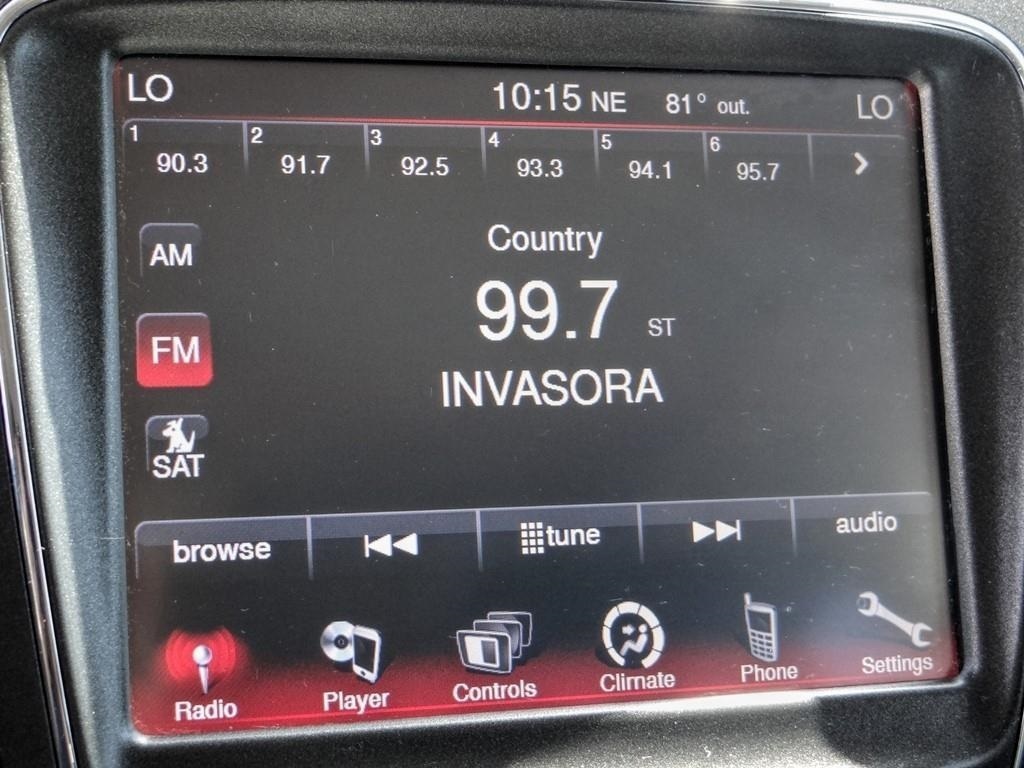 LO 10:15 NE 81° out. LO
1 2 3 4 5 6
90.3 91.7 92.5 93.3 94.1 95.7
AM
Country
99.7 ST
FM
INVASORA
SAT
browse tune audio
Radio Player Controls Climate Phone Settings